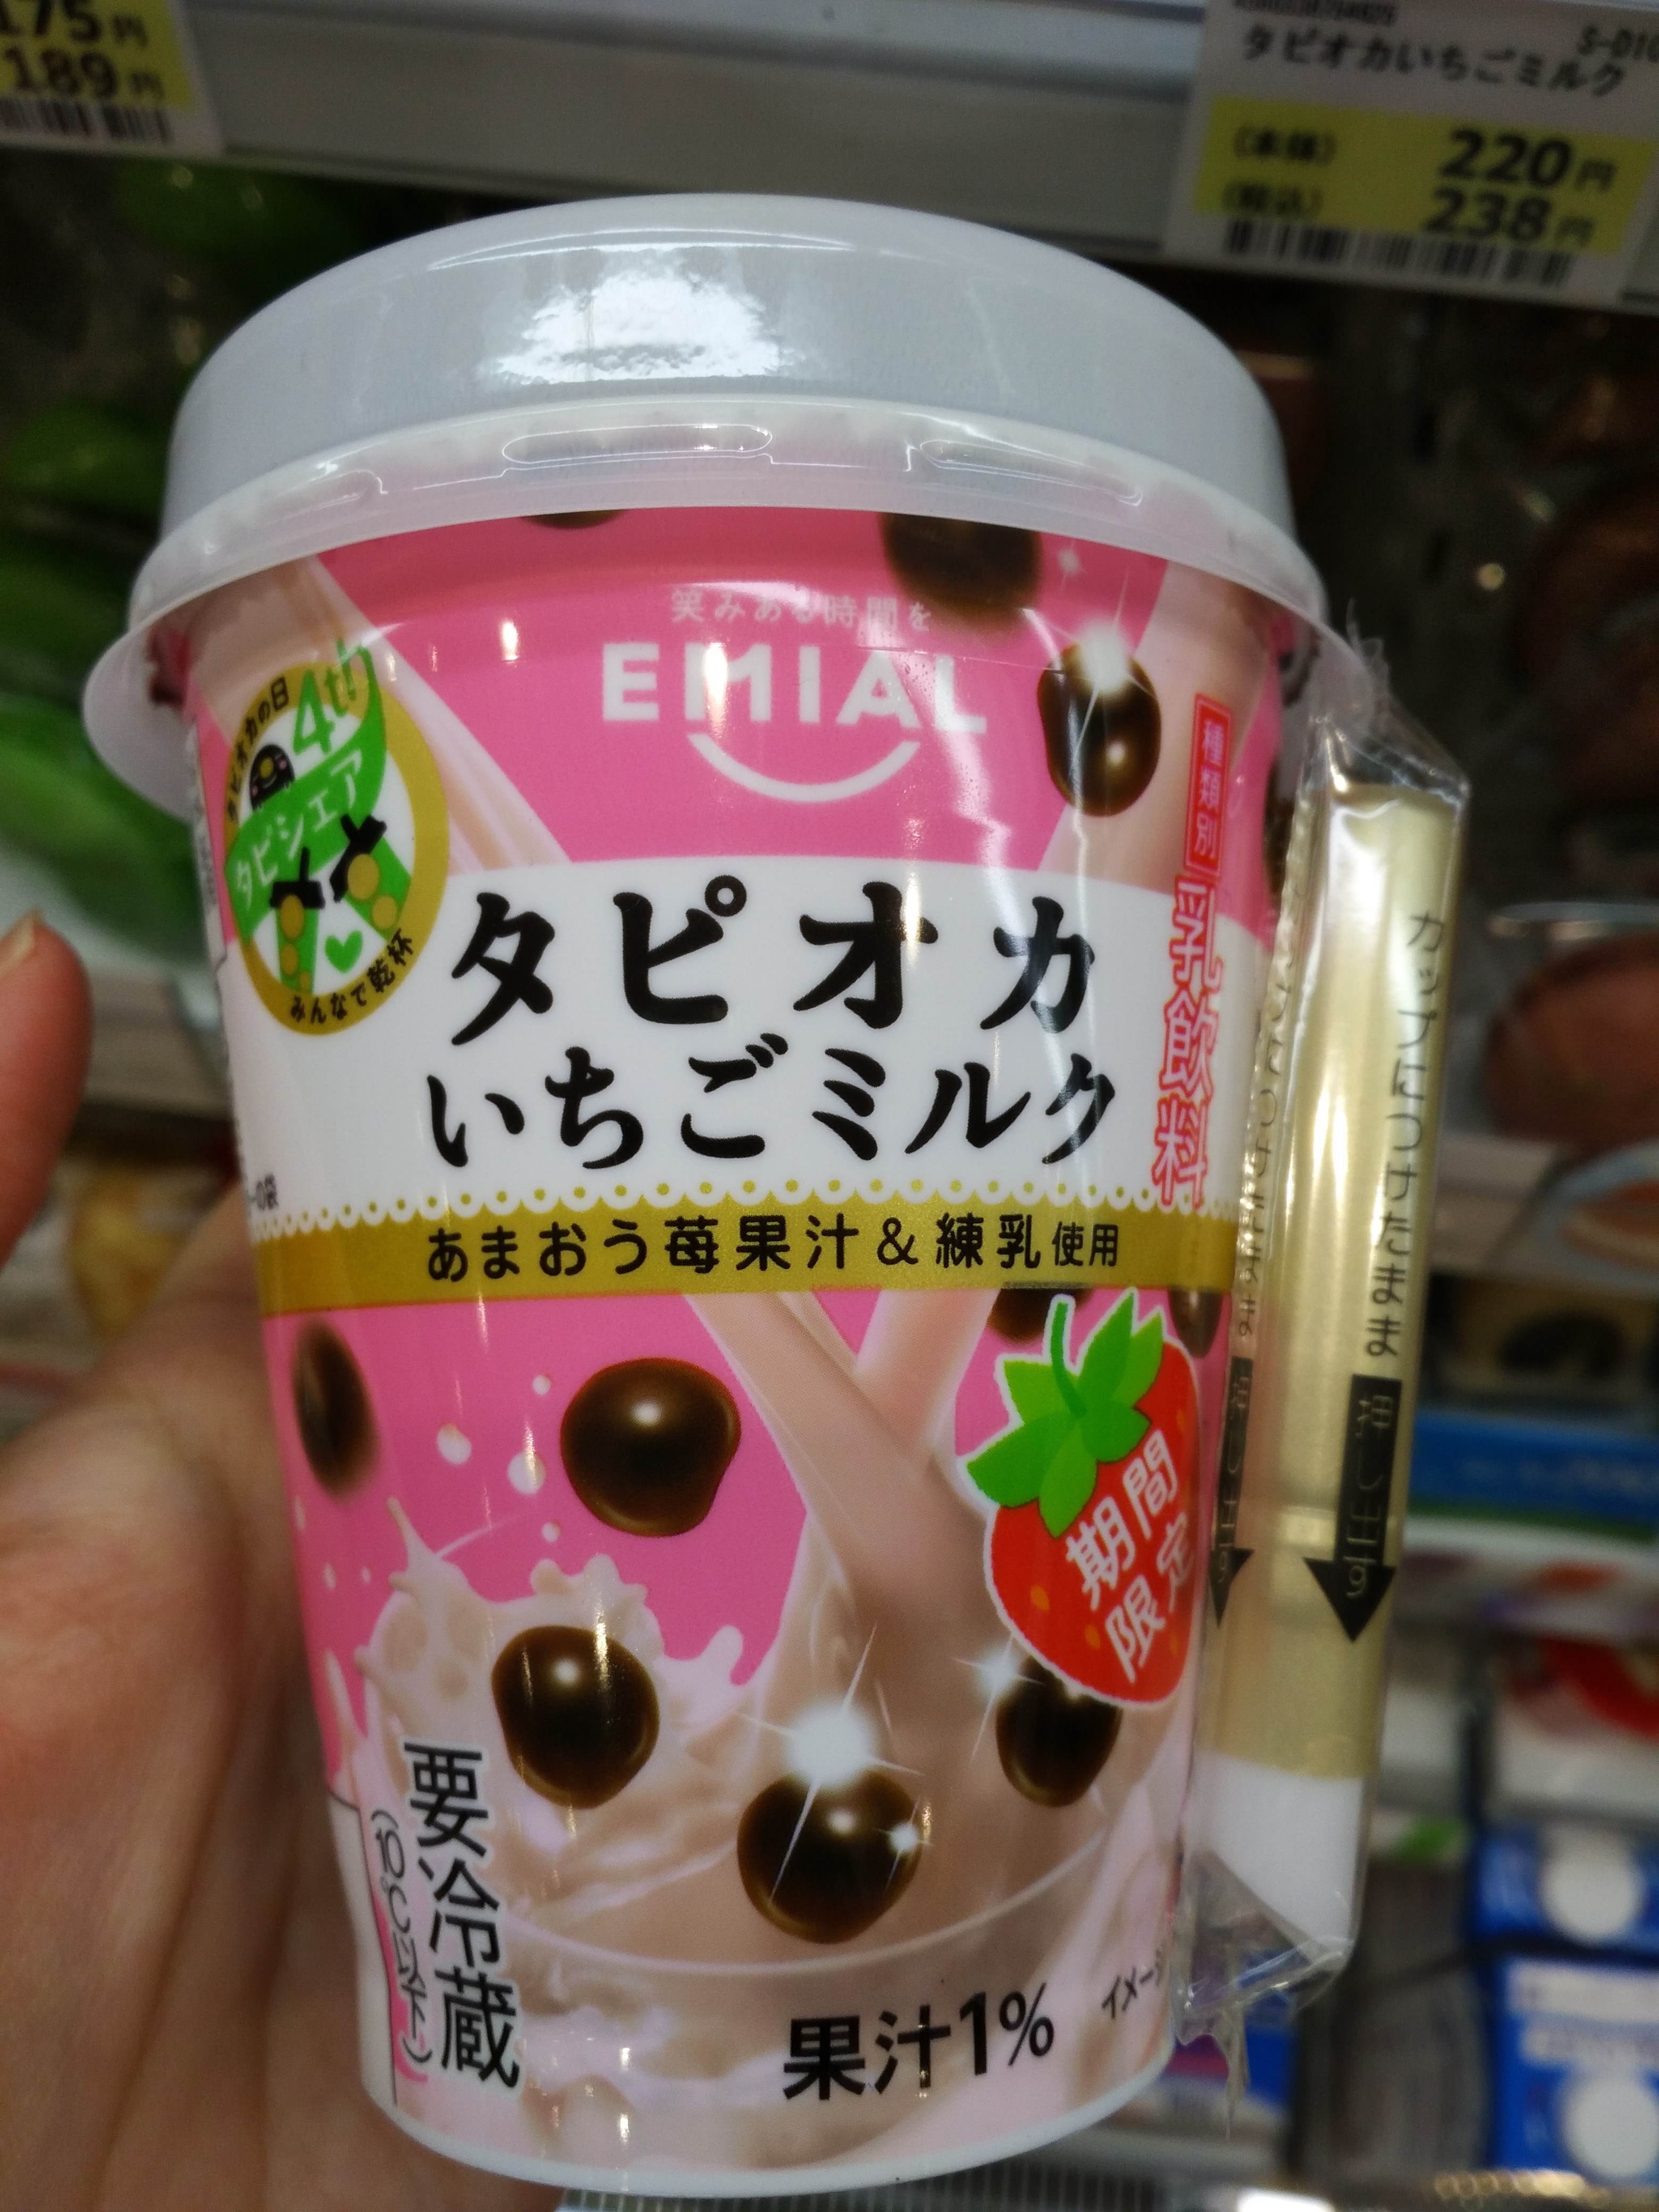 175円
189円
タピオカいちごミルク
(本体) 220円
(税込) 238円
笑みある時間を
EMIAL
タピオカの日
4th
タピシェア
みんなで乾杯
種類別
乳飲料
タピオカ
いちごミルク
あまおう苺果汁&練乳使用
期間
限定
要冷蔵
(10℃以下)
果汁1%
イメージ
カップにつけたまま
押し出す